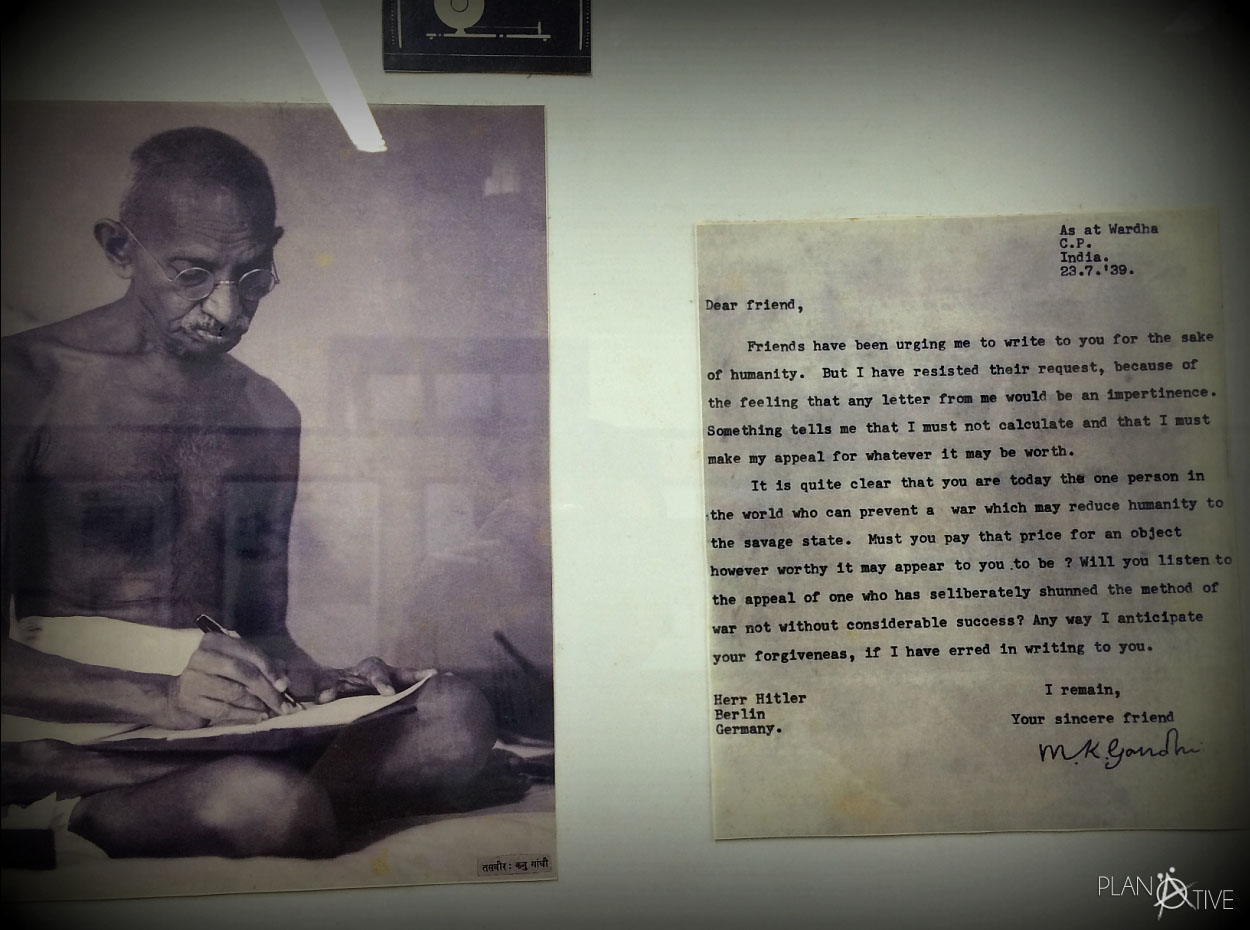 As at Wardha
C.P.
India.
23.7.'39.
Dear friend,
Friends have been urging me to write to you for the sake
of humanity. But I have resisted their request, because of
the feeling that any letter from me would be an impertinence.
Something tells me that I must not calculate and that I must
make my appeal for whatever it may be worth.
It is quite clear that you are today the one person in
the world who can prevent a war which may reduce humanity to
the savage state. Must you pay that price for an object
however worthy it may appear to you to be ? Will you listen to
the appeal of one who has seliberately shunned the method of
war not without considerable success? Any way I anticipate
your forgiveneas, if I have erred in writing to you.
I remain,
Your sincere friend
M.K.Gandhi
Herr Hitler
Berlin
Germany.
तसवीर : कनु गांधी
PLANATIVE